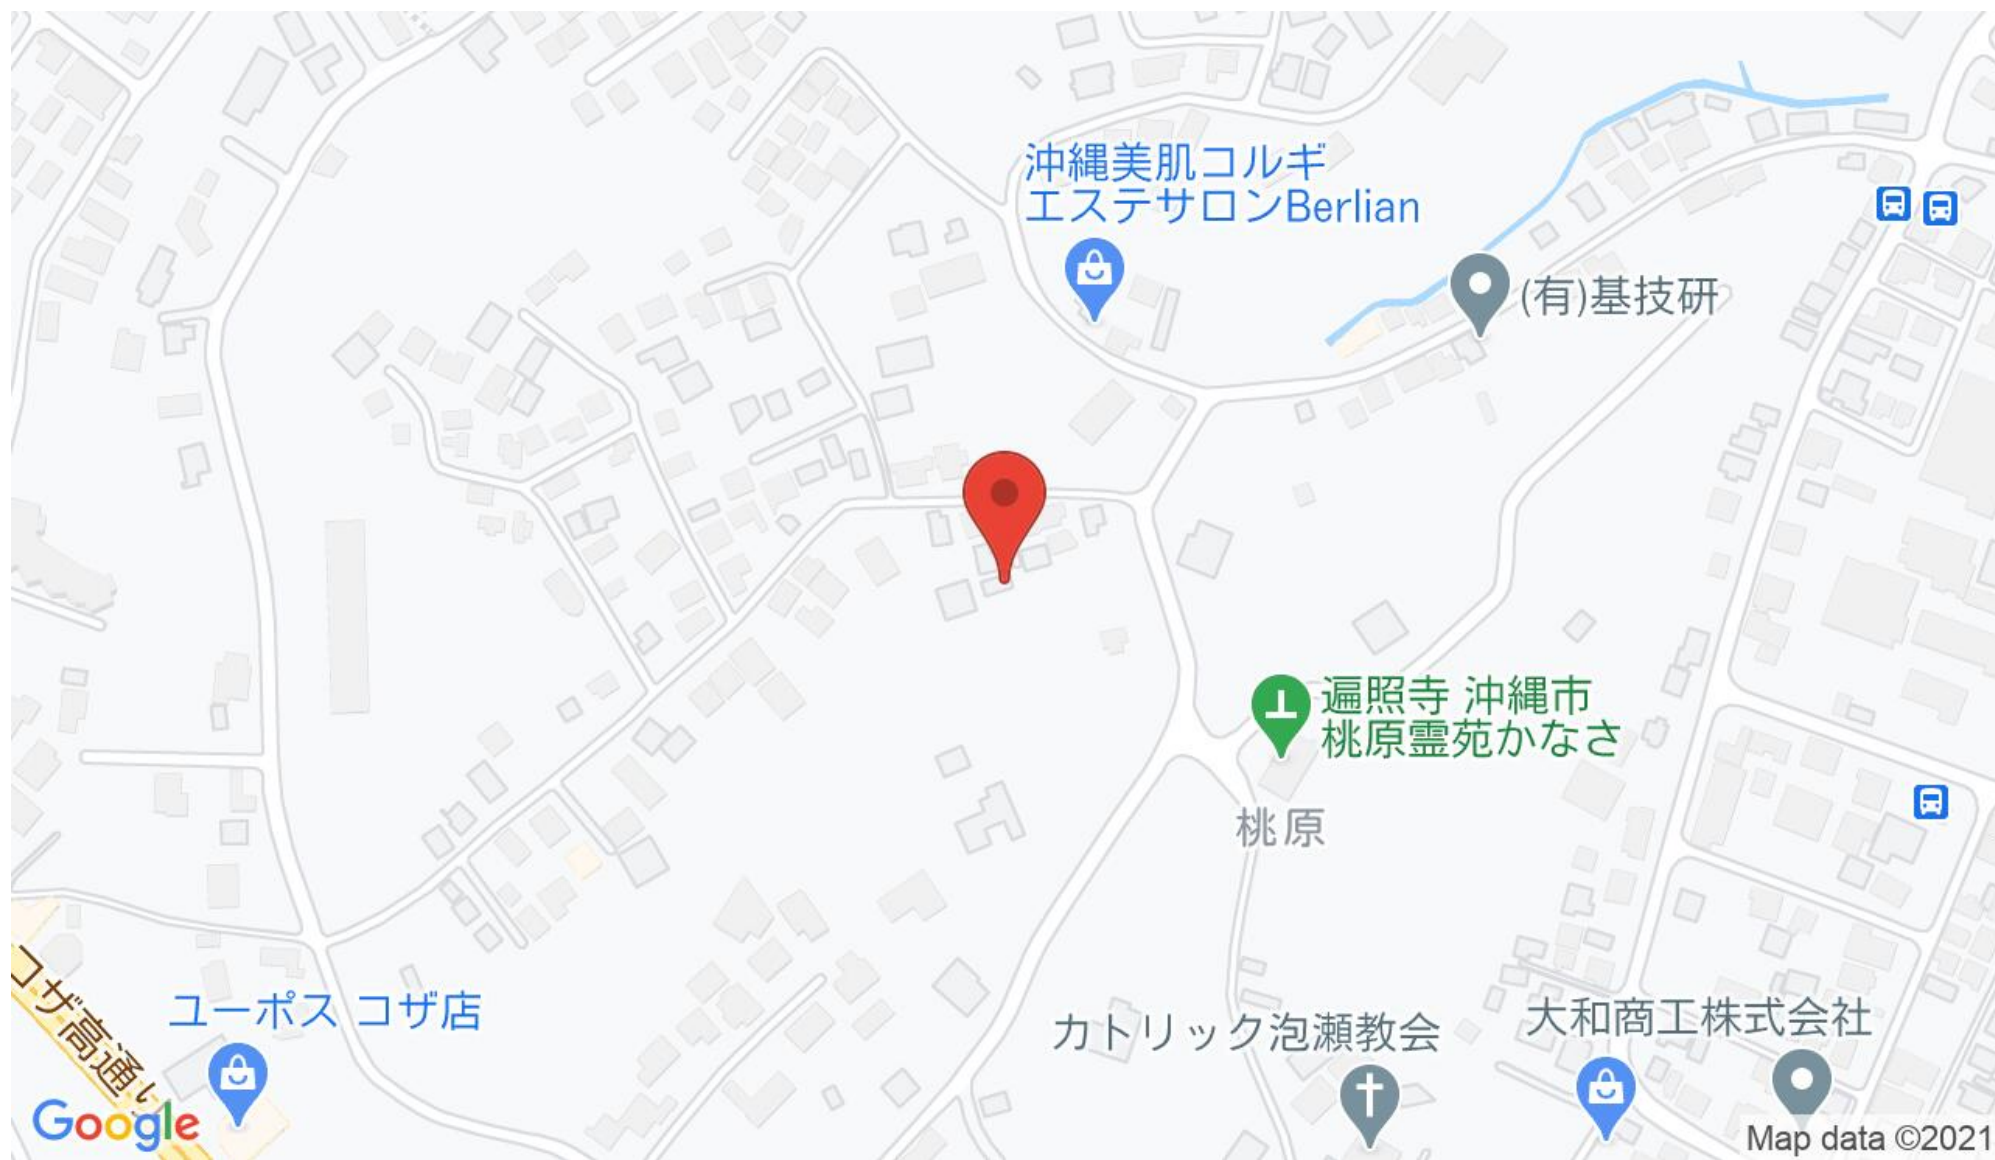 沖縄美肌コルギ
エステサロンBerlian
(有)基技研
遍照寺 沖縄市
桃原霊苑かなさ
桃原
コザ高通り
ユーポス コザ店
カトリック泡瀬教会
大和商工株式会社
Google
Map data ©2021